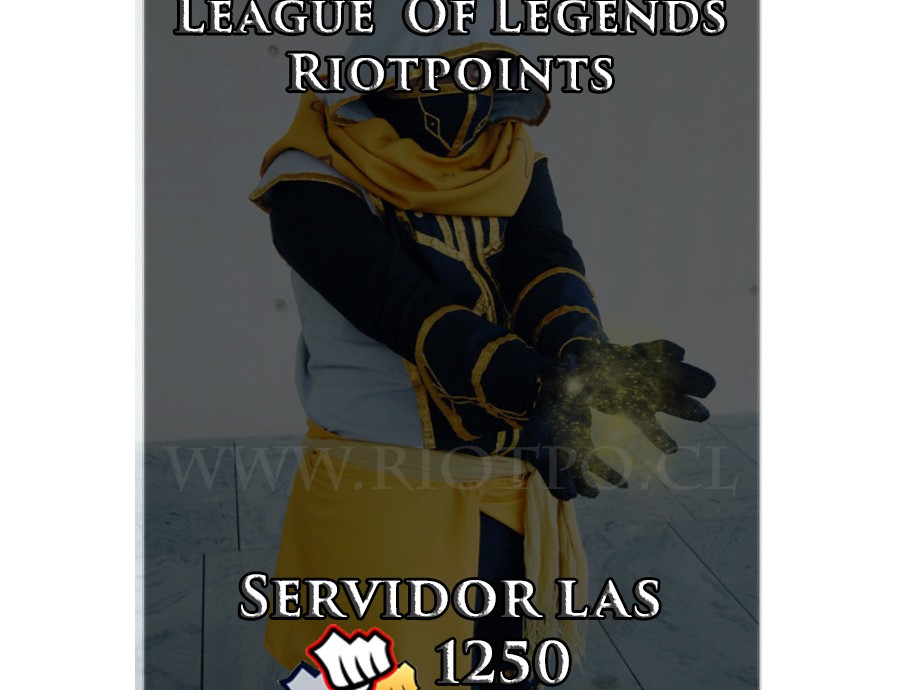 LEAGUE OF LEGENDS
RIOTPOINTS
WWW.RIOTPO.CL
SERVIDOR LAS
1250